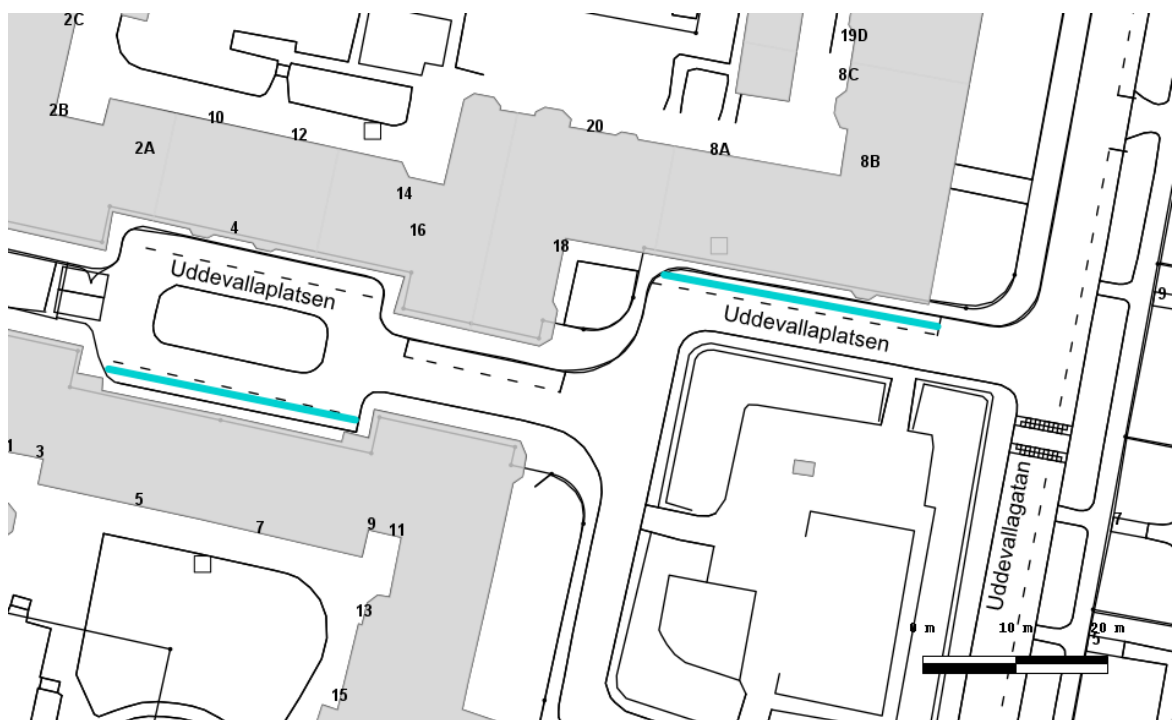 2C
19D
8C
2B
10
12
20
2A
8A
8B
14
4
16
18
Uddevallaplatsen
9
Uddevallaplatsen
1
3
5
7
9
11
7
Uddevallagatan
13
0 m
10 m
20 m
5
15